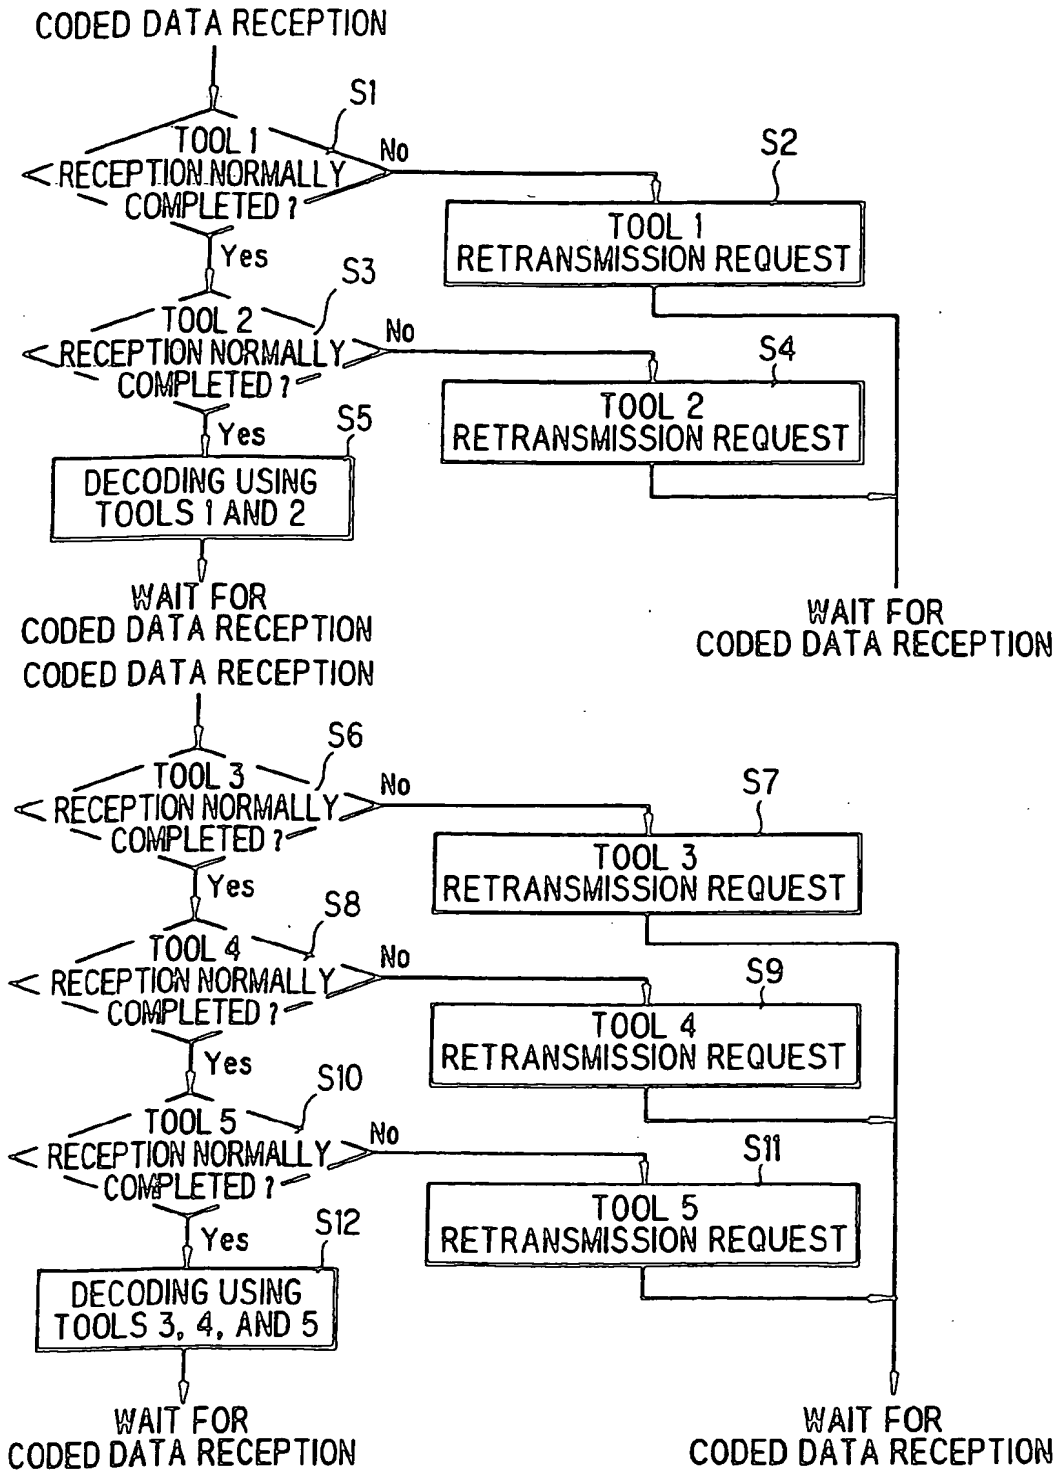 CODED DATA RECEPTION
S1
TOOL 1
RECEPTION NORMALLY
COMPLETED ?
No
S2
TOOL 1
RETRANSMISSION REQUEST
Yes
S3
TOOL 2
RECEPTION NORMALLY
COMPLETED ?
No
S4
TOOL 2
RETRANSMISSION REQUEST
Yes
S5
DECODING USING
TOOLS 1 AND 2
WAIT FOR
CODED DATA RECEPTION
WAIT FOR
CODED DATA RECEPTION
CODED DATA RECEPTION
S6
TOOL 3
RECEPTION NORMALLY
COMPLETED ?
No
S7
TOOL 3
RETRANSMISSION REQUEST
Yes
S8
TOOL 4
RECEPTION NORMALLY
COMPLETED ?
No
S9
TOOL 4
RETRANSMISSION REQUEST
Yes
S10
TOOL 5
RECEPTION NORMALLY
COMPLETED ?
No
S11
TOOL 5
RETRANSMISSION REQUEST
Yes
S12
DECODING USING
TOOLS 3, 4, AND 5
WAIT FOR
CODED DATA RECEPTION
WAIT FOR
CODED DATA RECEPTION